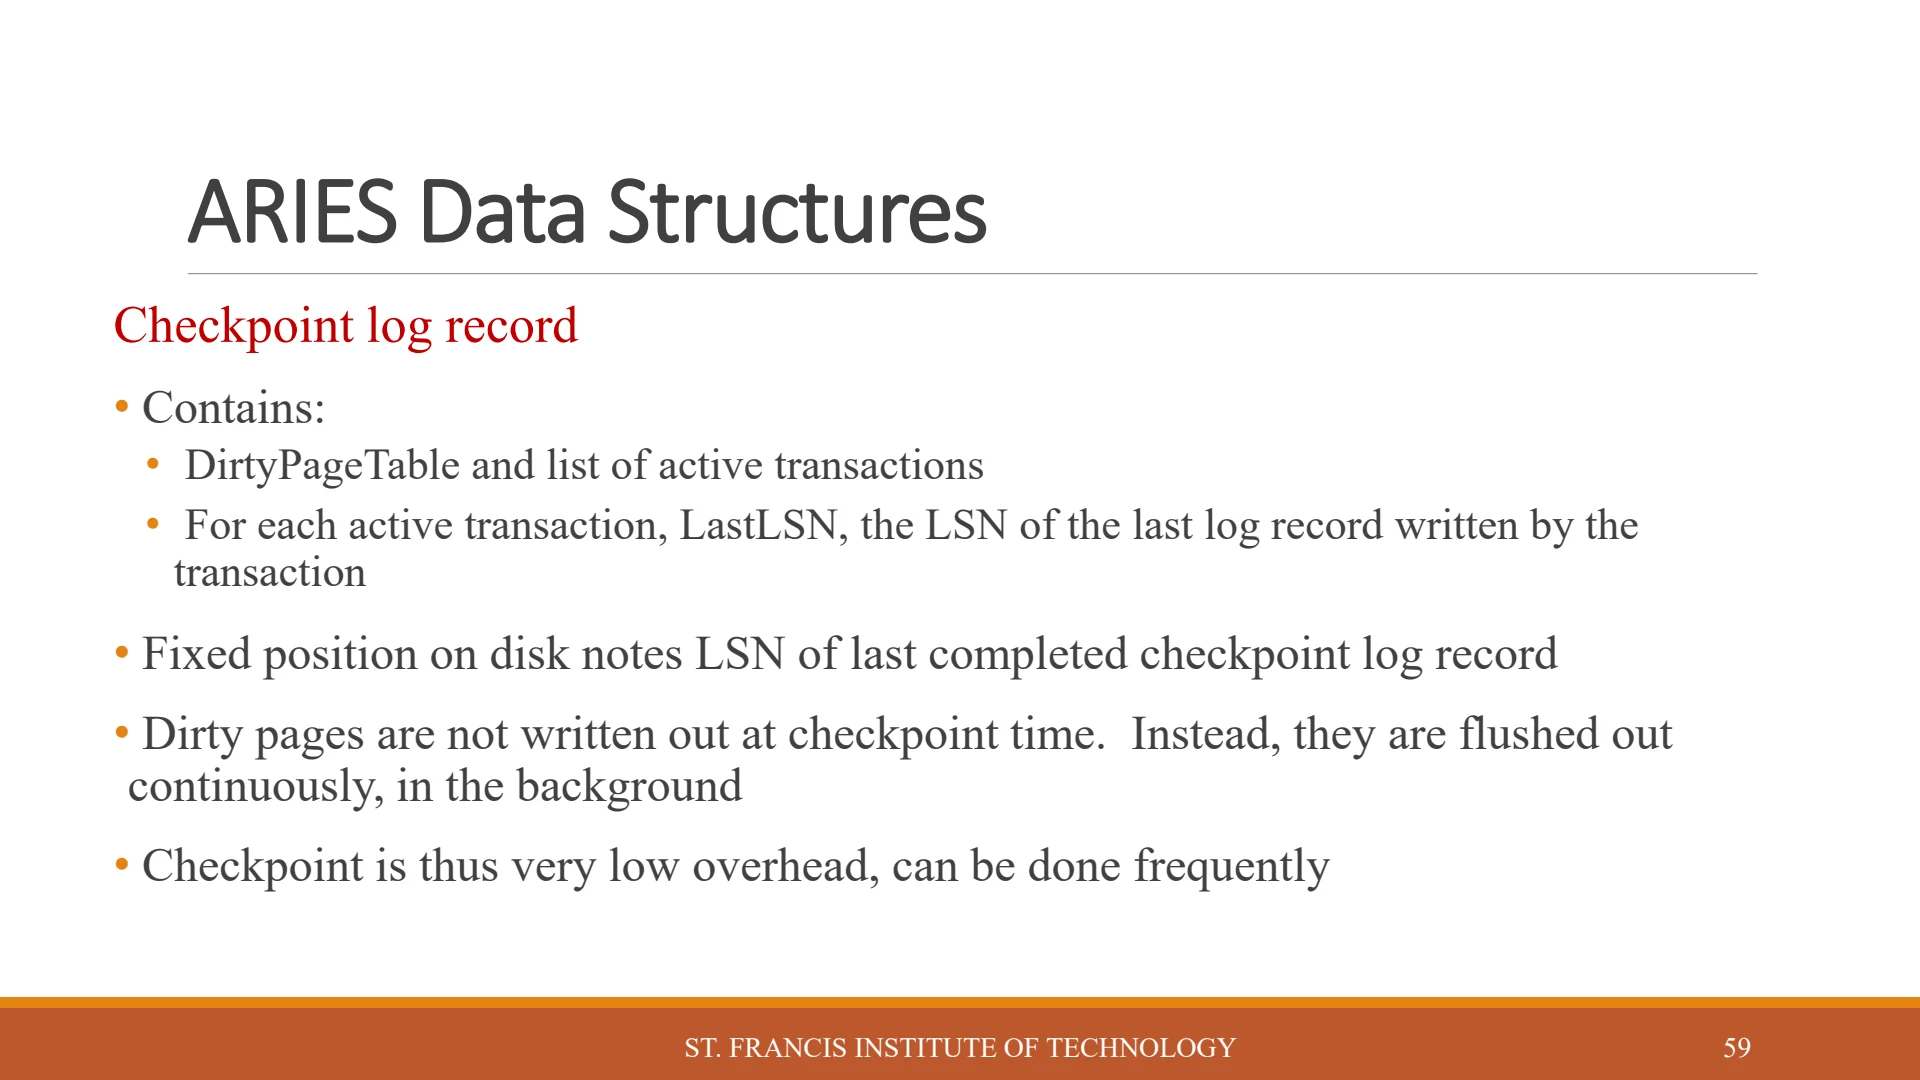 ARIES Data Structures
Checkpoint log record
• Contains:
• DirtyPageTable and list of active transactions
• For each active transaction, LastLSN, the LSN of the last log record written by the
transaction
• Fixed position on disk notes LSN of last completed checkpoint log record
• Dirty pages are not written out at checkpoint time.  Instead, they are flushed out
continuously, in the background
• Checkpoint is thus very low overhead, can be done frequently
ST. FRANCIS INSTITUTE OF TECHNOLOGY
59